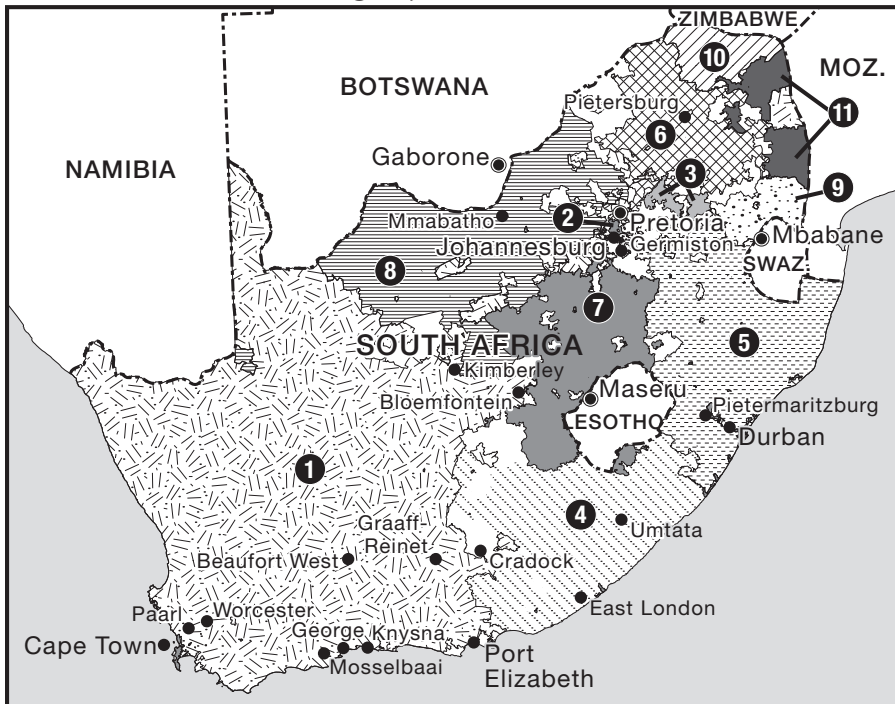 ZIMBABWE
10
MOZ.
BOTSWANA
11
Pietersburg
6
Gaborone
NAMIBIA
3
9
Mmabatho
2
Pretoria
Johannesburg
Germiston
Mbabane
SWAZ
8
7
SOUTH AFRICA
5
Kimberley
Bloemfontein
Maseru
LESOTHO
Pietermaritzburg
Durban
1
4
Umtata
Graaff-
Reinet
Beaufort West
Cradock
East London
Paarl
Worcester
Cape Town
George
Knysna
Mosselbaai
Port
Elizabeth